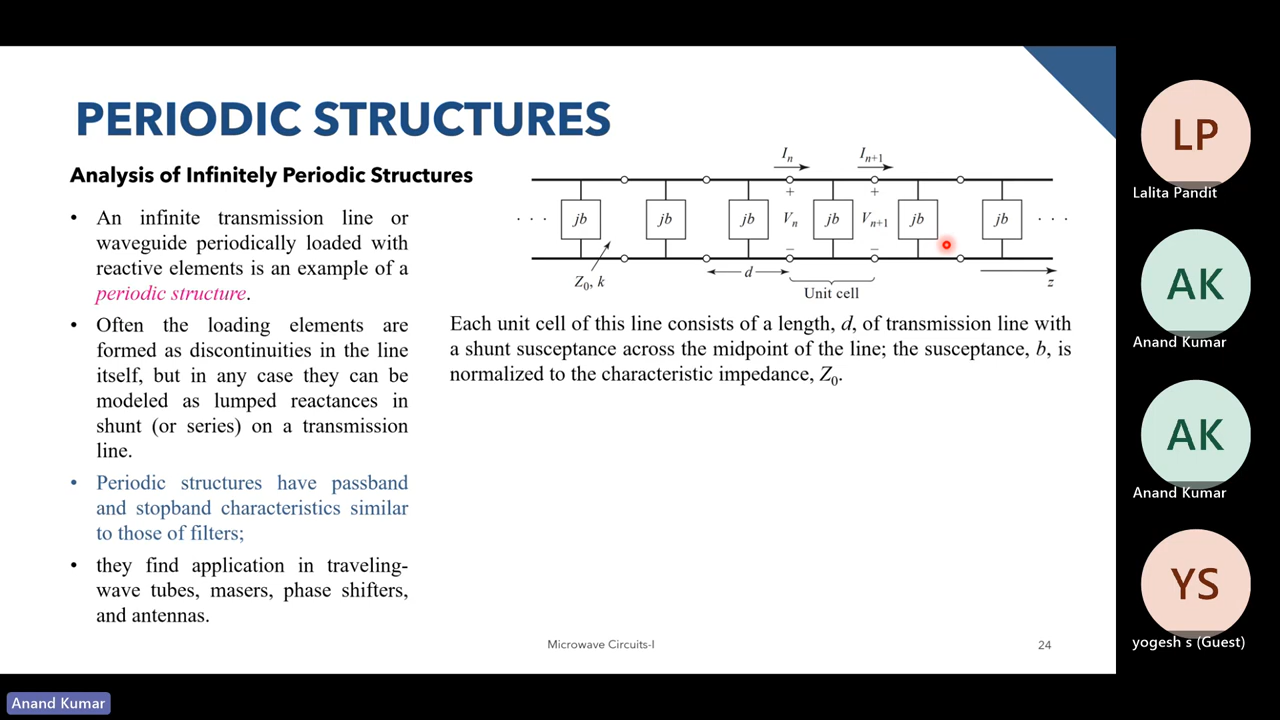 PERIODIC STRUCTURES
Analysis of Infinitely Periodic Structures
• An infinite transmission line or
waveguide periodically loaded with
reactive elements is an example of a
periodic structure.
• Often the loading elements are
formed as discontinuities in the line
itself, but in any case they can be
modeled as lumped reactances in
shunt (or series) on a transmission
line.
• Periodic structures have passband
and stopband characteristics similar
to those of filters;
• they find application in traveling-
wave tubes, masers, phase shifters,
and antennas.
Iₙ Iₙ₊₁
+ +
· · · jb jb jb Vₙ jb Vₙ₊₁ jb jb · · ·
– –
Z₀, k d z
Unit cell
Each unit cell of this line consists of a length, d, of transmission line with
a shunt susceptance across the midpoint of the line; the susceptance, b, is
normalized to the characteristic impedance, Z₀.
Microwave Circuits-I 24
LP
Lalita Pandit
AK
Anand Kumar
AK
Anand Kumar
YS
yogesh s (Guest)
Anand Kumar